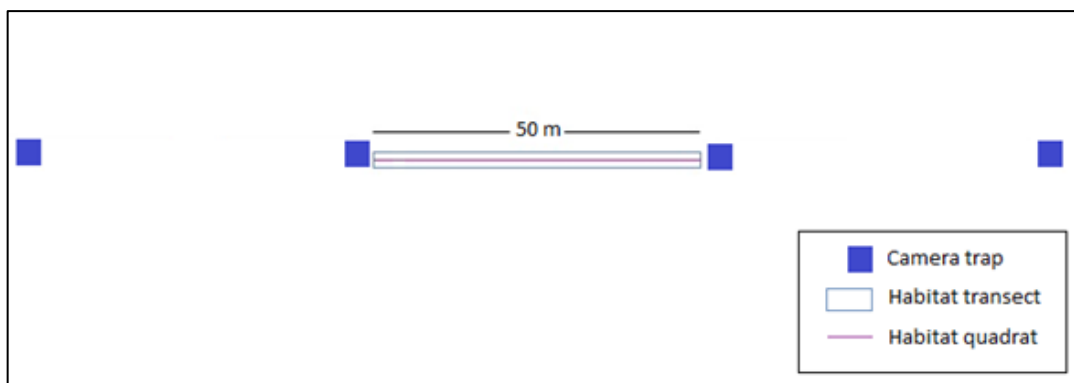 50 m
Camera trap
Habitat transect
Habitat quadrat